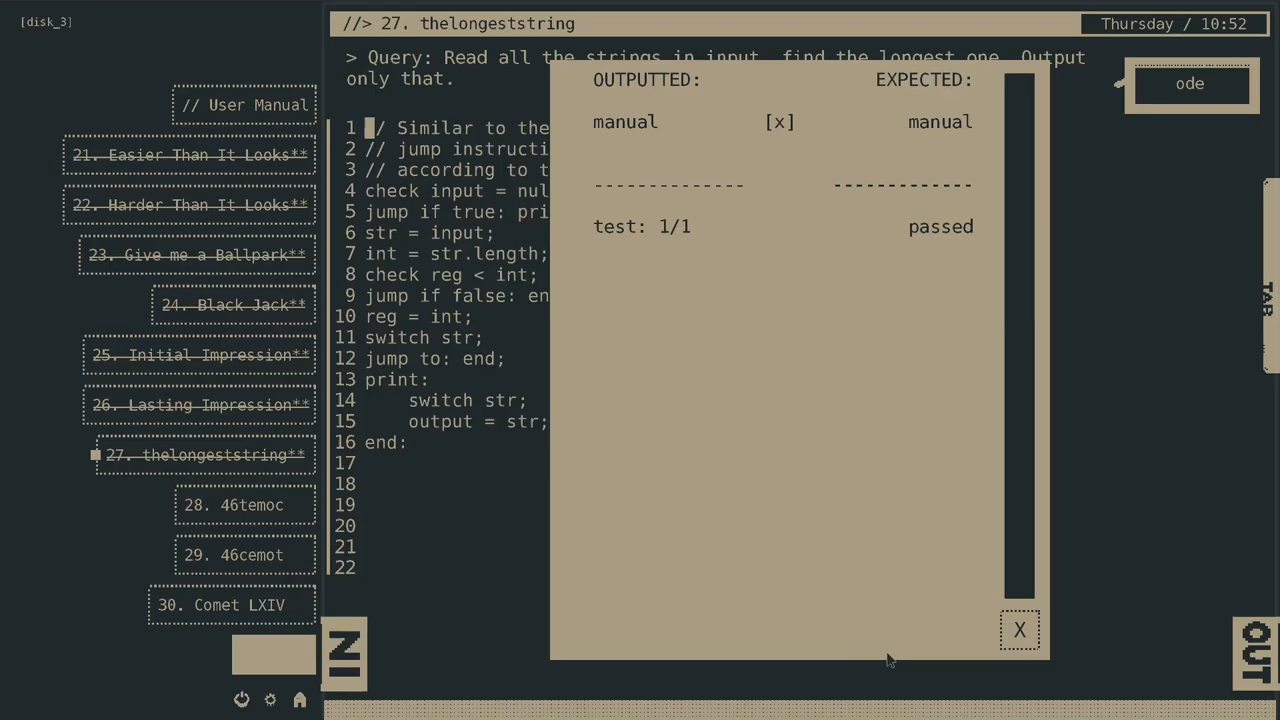 [disk_3]
//> 27. thelongeststring
Thursday / 10:52
> Query: Read all the strings in input, find the longest one. Output
only that.
// User Manual
21. Easier Than It Looks**
22. Harder Than It Looks**
23. Give me a Ballpark**
24. Black Jack**
25. Initial Impression**
26. Lasting Impression**
27. thelongeststring**
28. 46temoc
29. 46cemot
30. Comet LXIV
1 // Similar to the
2 // jump instructi
3 // according to t
4 check input = nul
5 jump if true: pri
6 str = input;
7 int = str.length;
8 check reg < int;
9 jump if false: en
10 reg = int;
11 switch str;
12 jump to: end;
13 print:
14 switch str;
15 output = str;
16 end:
17
18
19
20
21
22
OUTPUTTED: EXPECTED:
manual [x] manual
-------------- -------------
test: 1/1 passed
X
ode
TAB
IN
OUT